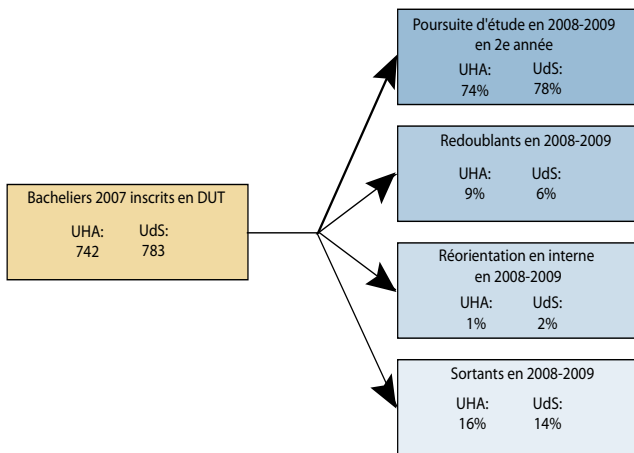 Bacheliers 2007 inscrits en DUT
UHA: UdS:
742 783
Poursuite d'étude en 2008-2009
en 2e année
UHA: UdS:
74% 78%
Redoublants en 2008-2009
UHA: UdS:
9% 6%
Réorientation en interne
en 2008-2009
UHA: UdS:
1% 2%
Sortants en 2008-2009
UHA: UdS:
16% 14%